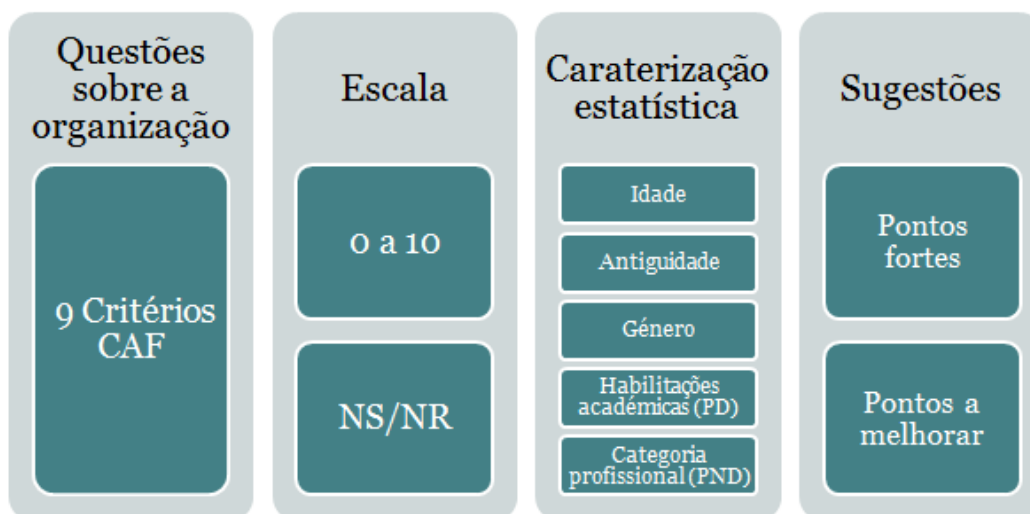 Questões
sobre a
organização
9 Critérios
CAF
Escala
0 a 10
NS/NR
Caraterização
estatística
Idade
Antiguidade
Género
Habilitações
académicas (PD)
Categoria
profissional (PND)
Sugestões
Pontos
fortes
Pontos a
melhorar